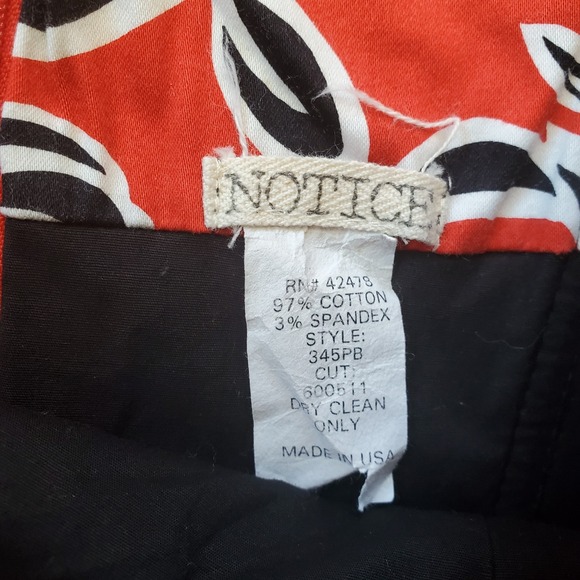 NOTICE
RN# 42478
97% COTTON
3% SPANDEX
STYLE:
345PB
CUT:
600511
DRY CLEAN
ONLY
MADE IN USA